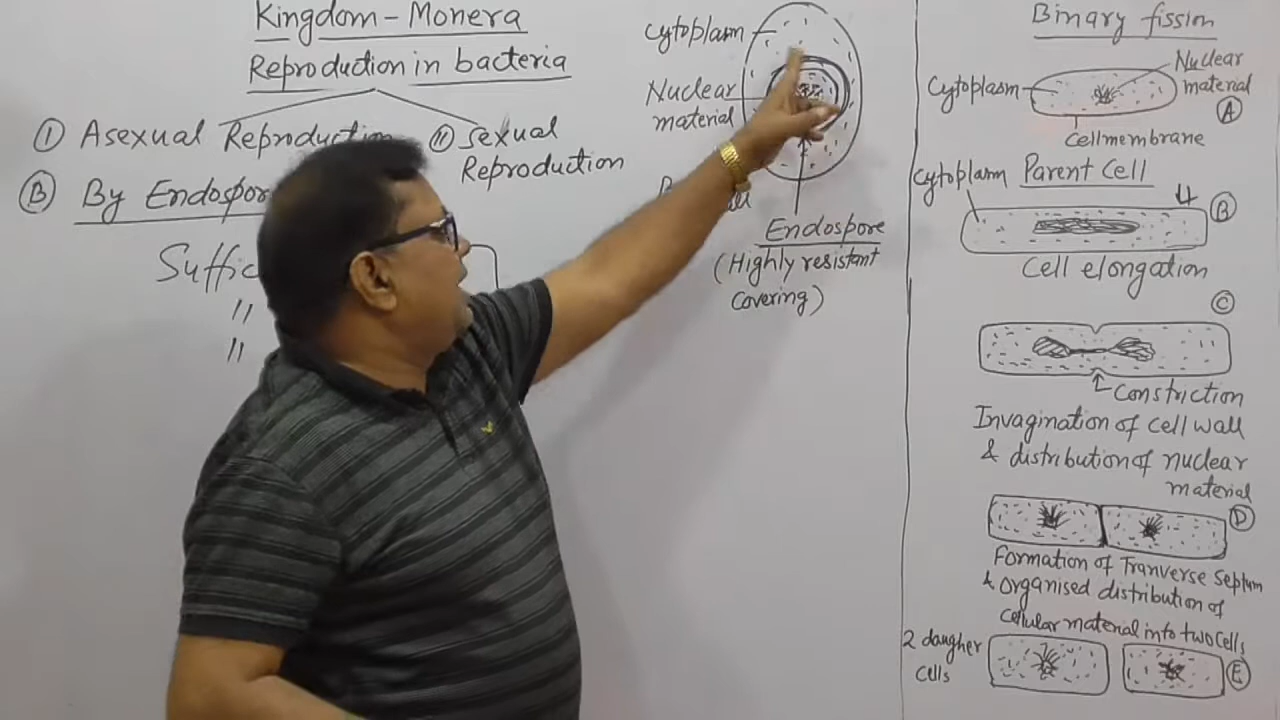 Kingdom - Monera
Reproduction in bacteria
I Asexual Reproduction
II Sexual
Reproduction
B By Endospor
Suffic
"
"
Cytoplasm
Nuclear
material
Endospore
(Highly resistant
covering)
Binary fission
Cytoplasm
Nuclear
material
A
Cellmembrane
Cytoplasm
Parent Cell
B
Cell elongation
C
Constriction
Invagination of cell wall
& distribution of nuclear
material
D
Formation of Tranverse Septum
& Organised distribution of
Cellular material into two Cells
2 daugher
Cells
E